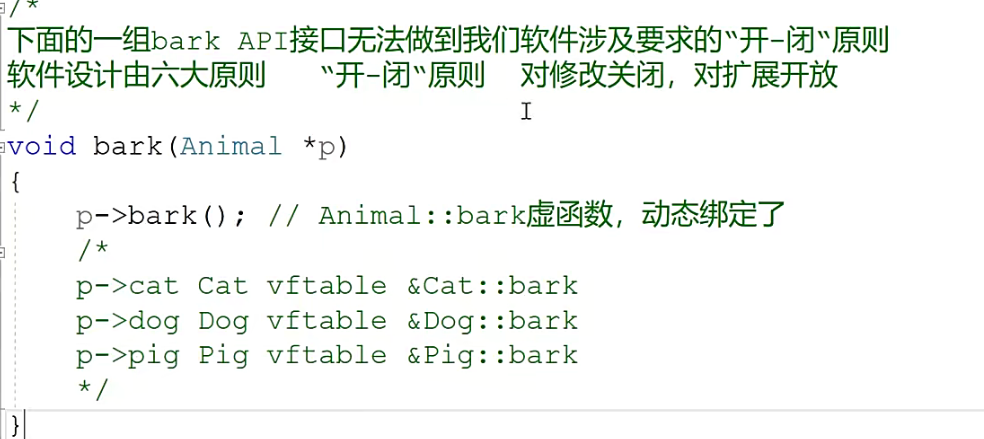 /*
下面的一组bark API接口无法做到我们软件涉及要求的“开-闭“原则
软件设计由六大原则   “开-闭“原则  对修改关闭，对扩展开放
*/
void bark(Animal *p)
{
    p->bark(); // Animal::bark虚函数，动态绑定了
    /*
    p->cat Cat vftable &Cat::bark
    p->dog Dog vftable &Dog::bark
    p->pig Pig vftable &Pig::bark
    */
}